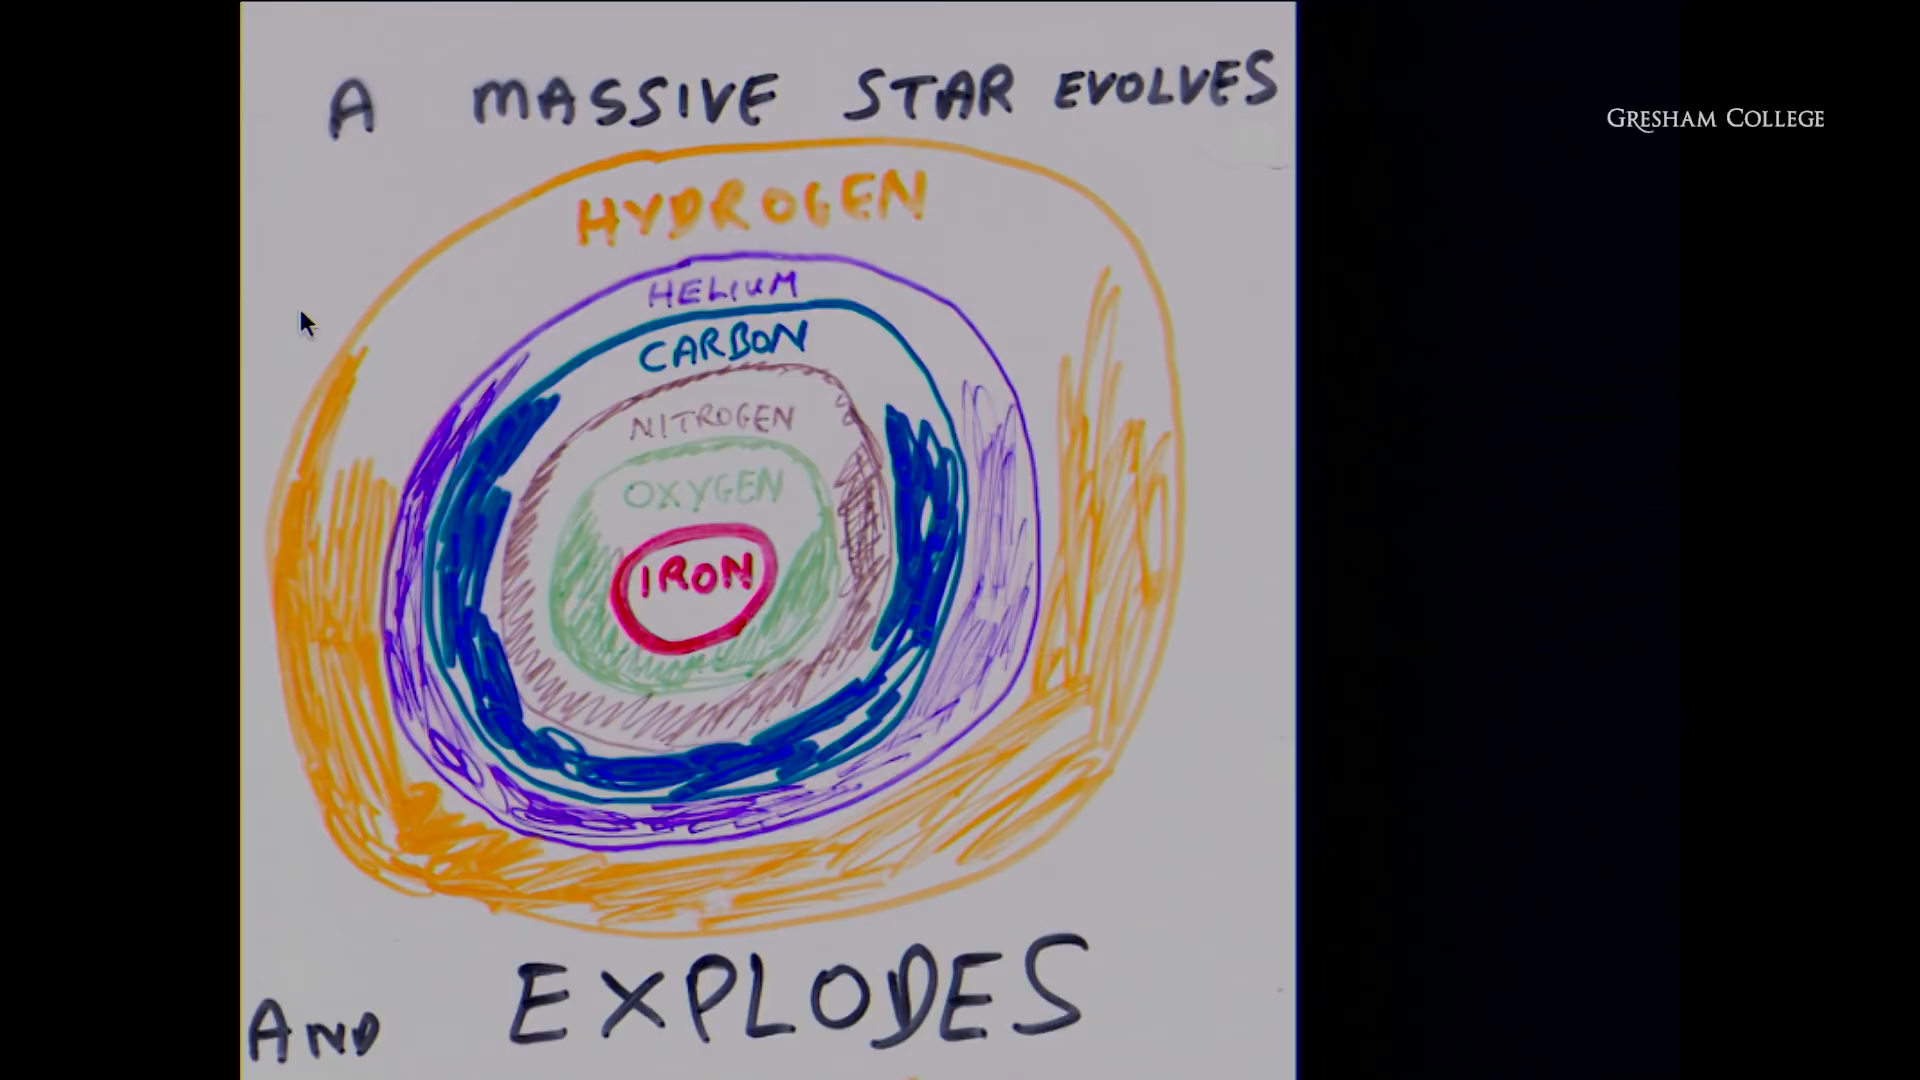 A MASSIVE STAR EVOLVES
GRESHAM COLLEGE
HYDROGEN
HELIUM
CARBON
NITROGEN
OXYGEN
IRON
AND EXPLODES